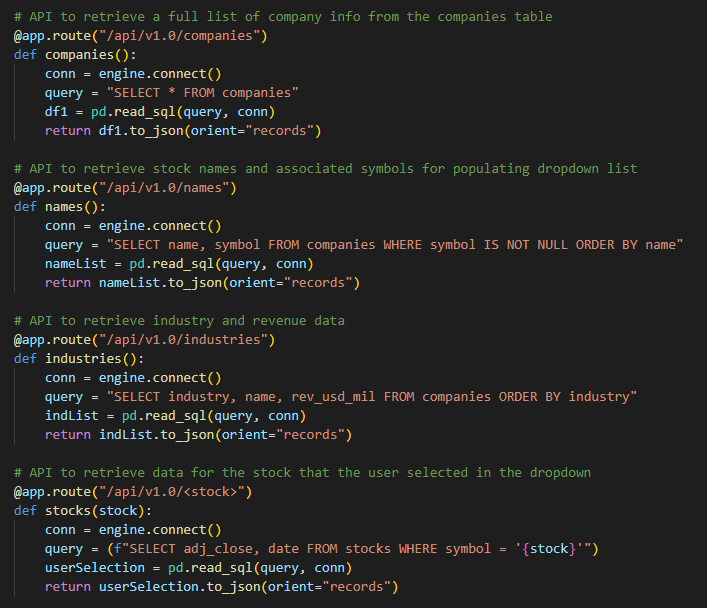 # API to retrieve a full list of company info from the companies table
@app.route("/api/v1.0/companies")
def companies():
    conn = engine.connect()
    query = "SELECT * FROM companies"
    df1 = pd.read_sql(query, conn)
    return df1.to_json(orient="records")

# API to retrieve stock names and associated symbols for populating dropdown list
@app.route("/api/v1.0/names")
def names():
    conn = engine.connect()
    query = "SELECT name, symbol FROM companies WHERE symbol IS NOT NULL ORDER BY name"
    nameList = pd.read_sql(query, conn)
    return nameList.to_json(orient="records")

# API to retrieve industry and revenue data
@app.route("/api/v1.0/industries")
def industries():
    conn = engine.connect()
    query = "SELECT industry, name, rev_usd_mil FROM companies ORDER BY industry"
    indList = pd.read_sql(query, conn)
    return indList.to_json(orient="records")

# API to retrieve data for the stock that the user selected in the dropdown
@app.route("/api/v1.0/<stock>")
def stocks(stock):
    conn = engine.connect()
    query = (f"SELECT adj_close, date FROM stocks WHERE symbol = '{stock}'")
    userSelection = pd.read_sql(query, conn)
    return userSelection.to_json(orient="records")